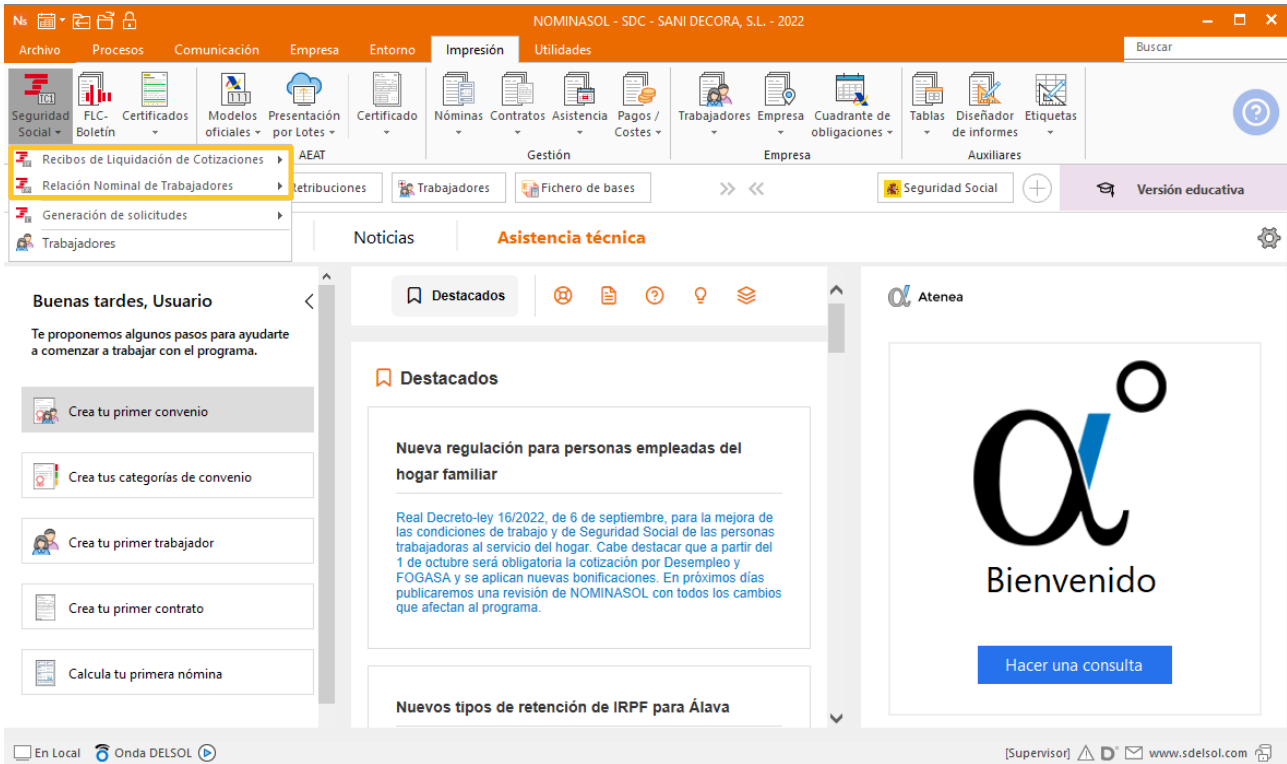 Ns
NOMINASOL - SDC - SANI DECORA, S.L. - 2022
Archivo Procesos Comunicación Empresa Entorno Impresión Utilidades
Buscar
TC1
Seguridad Social
FLC-Boletín
Certificados
Modelos oficiales
Presentación por Lotes
Certificado
Nóminas
Contratos
Asistencia
Pagos / Costes
Trabajadores
Empresa
Cuadrante de obligaciones
Tablas
Diseñador de informes
Etiquetas
?
AEAT
Gestión
Empresa
Auxiliares
Recibos de Liquidación de Cotizaciones
Relación Nominal de Trabajadores
Generación de solicitudes
Trabajadores
Retribuciones
Trabajadores
Fichero de bases
Seguridad Social
Versión educativa
Noticias
Asistencia técnica
Buenas tardes, Usuario
Te proponemos algunos pasos para ayudarte
a comenzar a trabajar con el programa.
Crea tu primer convenio
Crea tus categorías de convenio
Crea tu primer trabajador
Crea tu primer contrato
Calcula tu primera nómina
Destacados
Destacados
Nueva regulación para personas empleadas del
hogar familiar
Real Decreto-ley 16/2022, de 6 de septiembre, para la mejora de
las condiciones de trabajo y de Seguridad Social de las personas
trabajadoras al servicio del hogar. Cabe destacar que a partir del
1 de octubre será obligatoria la cotización por Desempleo y
FOGASA y se aplican nuevas bonificaciones. En próximos días
publicaremos una revisión de NOMINASOL con todos los cambios
que afectan al programa.
Nuevos tipos de retención de IRPF para Álava
Atenea
Bienvenido
Hacer una consulta
En Local
Onda DELSOL
[Supervisor]
D
www.sdelsol.com